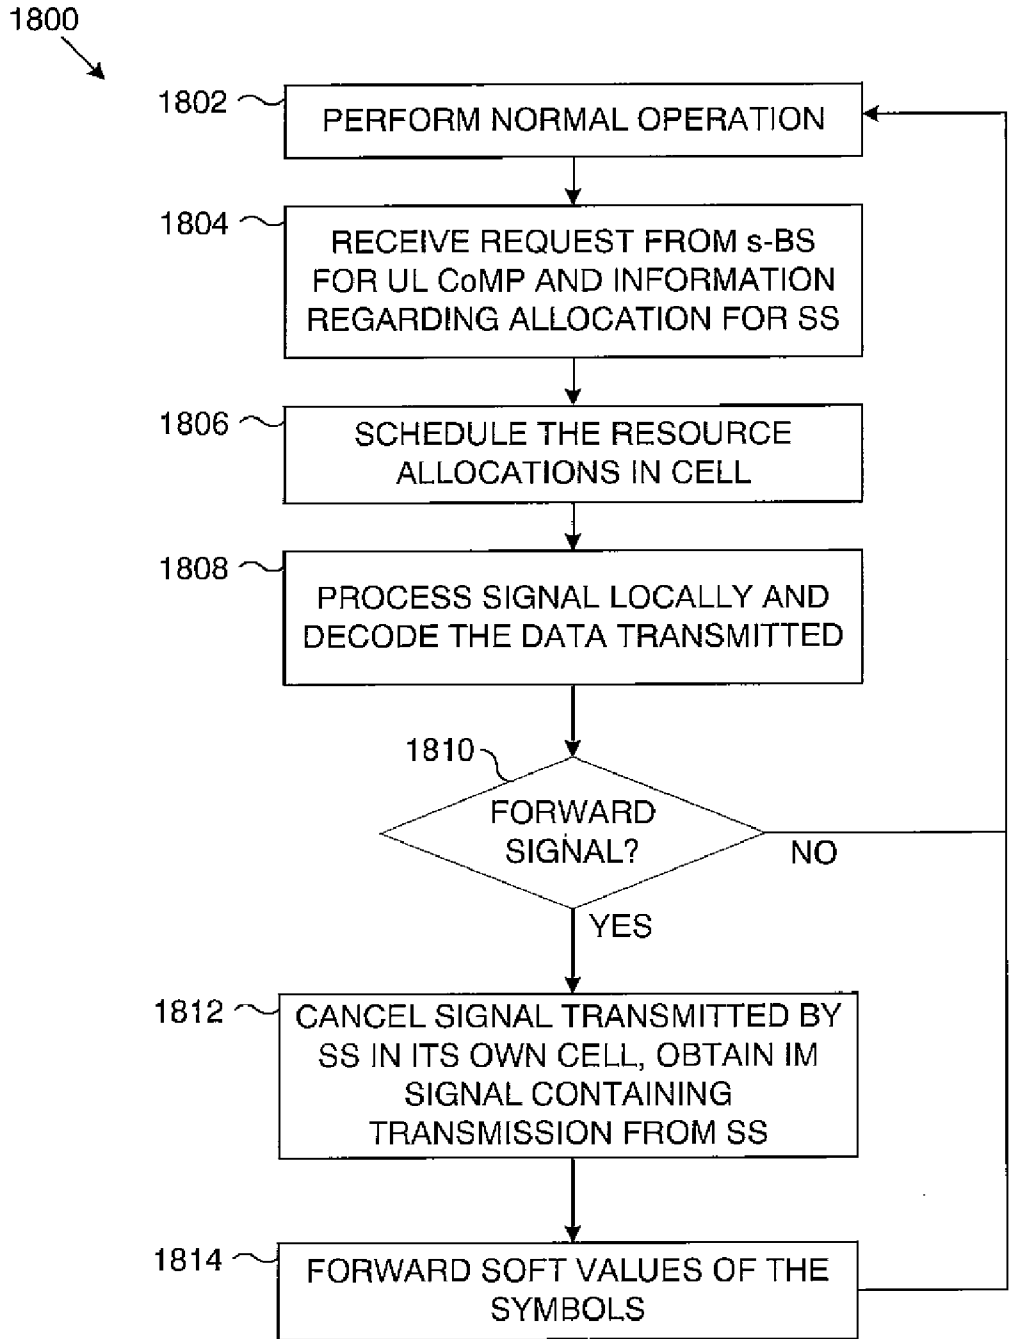 1800
1802
PERFORM NORMAL OPERATION
1804
RECEIVE REQUEST FROM s-BS
FOR UL CoMP AND INFORMATION
REGARDING ALLOCATION FOR SS
1806
SCHEDULE THE RESOURCE
ALLOCATIONS IN CELL
1808
PROCESS SIGNAL LOCALLY AND
DECODE THE DATA TRANSMITTED
1810
FORWARD
SIGNAL?
NO
YES
1812
CANCEL SIGNAL TRANSMITTED BY
SS IN ITS OWN CELL, OBTAIN IM
SIGNAL CONTAINING
TRANSMISSION FROM SS
1814
FORWARD SOFT VALUES OF THE
SYMBOLS